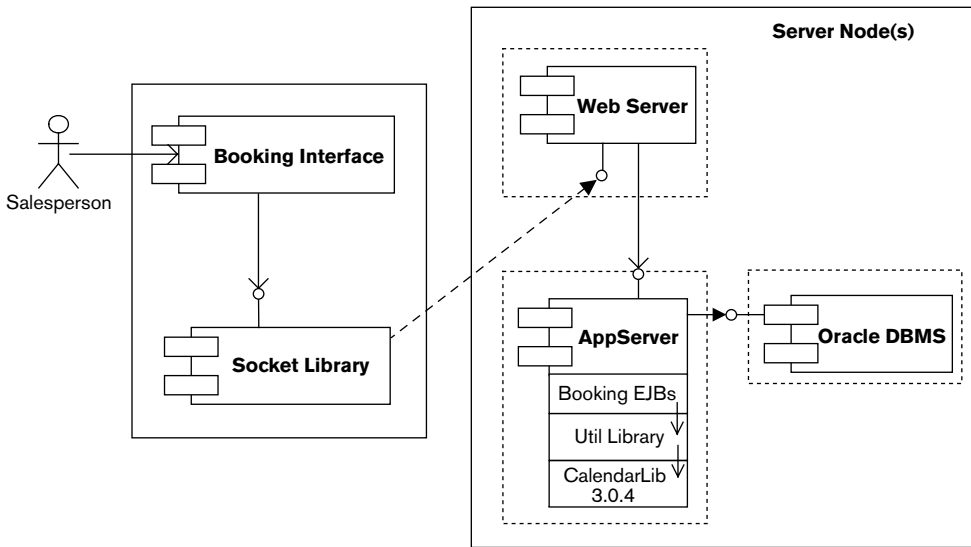 Server Node(s)
Web Server
Booking Interface
Salesperson
Socket Library
AppServer
Oracle DBMS
Booking EJBs
Util Library
CalendarLib
3.0.4